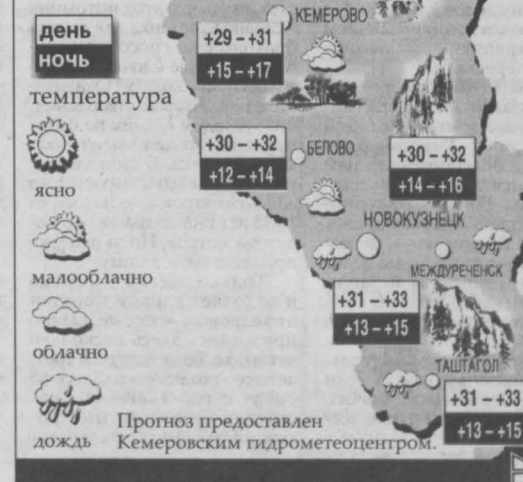 КЕМЕРОВО
день
ночь
+29 – +31
+15 – +17
температура
+30 – +32
+12 – +14
БЕЛОВО
+30 – +32
+14 – +16
ясно
НОВОКУЗНЕЦК
малооблачно
МЕЖДУРЕЧЕНСК
+31 – +33
+13 – +15
облачно
ТАШТАГОЛ
+31 – +33
+13 – +15
дождь
Прогноз предоставлен
Кемеровским гидрометеоцентром.